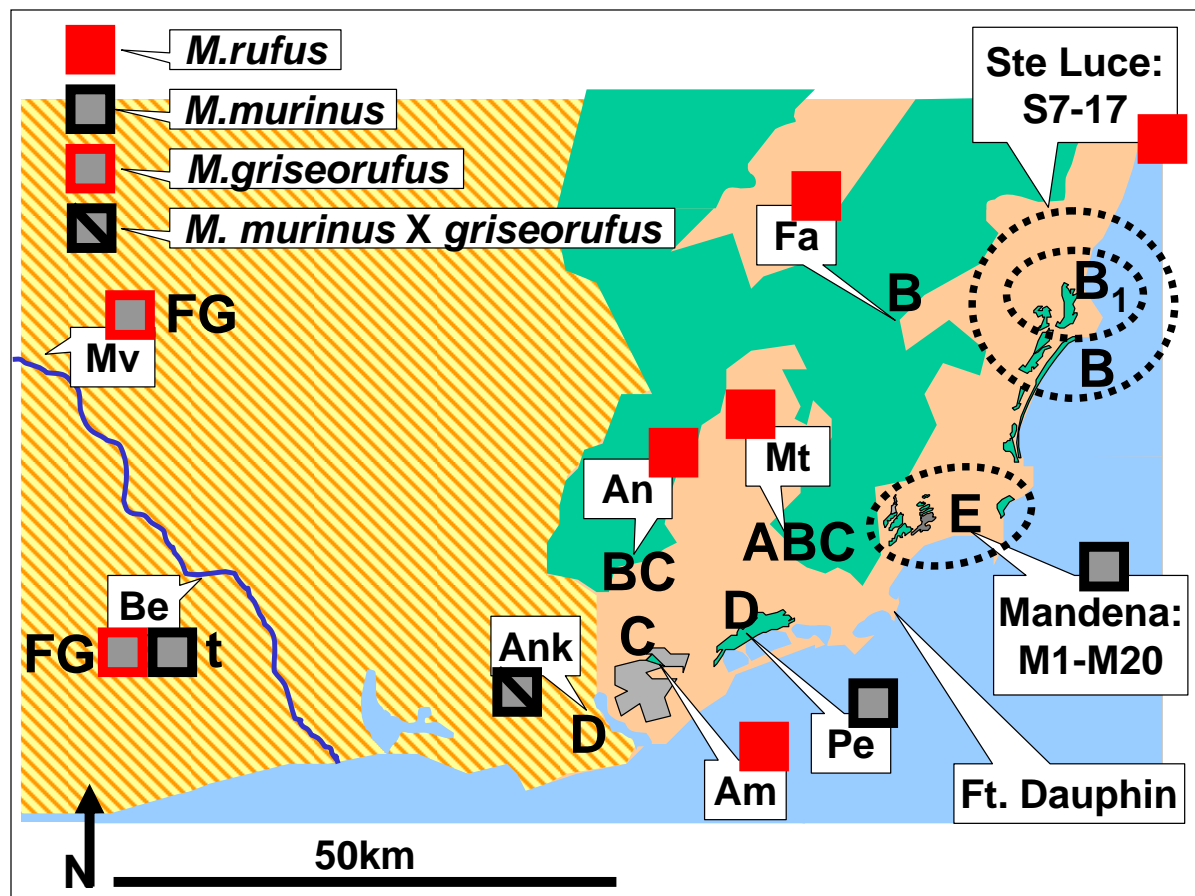 M.rufus
M.murinus
M.griseorufus
M. murinus X griseorufus
Ste Luce:
S7-17
Fa
B
B1
B
FG
Mv
Mt
An
ABC
E
BC
Be
D
Mandena:
M1-M20
FG
t
Ank
C
D
Pe
Am
Ft. Dauphin
N
50km